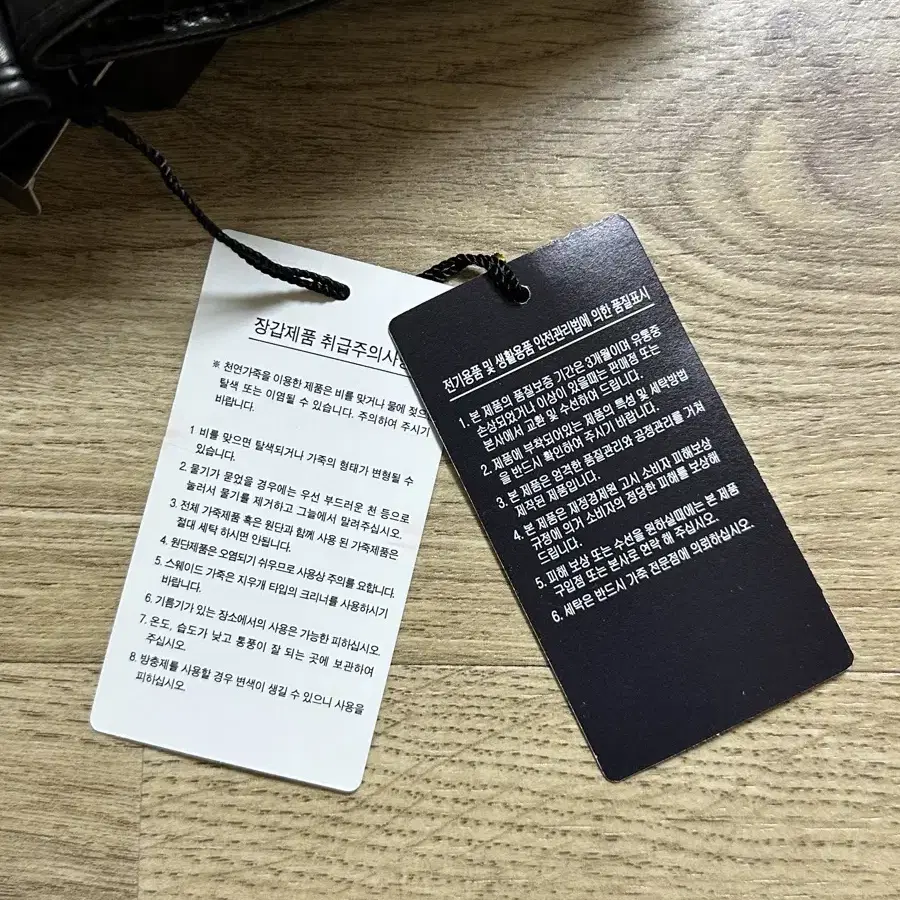 장갑제품 취급주의사항
※ 천연가죽을 이용한 제품은 비를 맞거나 물에 젖으
탈색 또는 이염될 수 있습니다. 주의하여 주시기
바랍니다.
1 비를 맞으면 탈색되거나 가죽의 형태가 변형될 수
있습니다.
2. 물기가 묻었을 경우에는 우선 부드러운 천 등으로
눌러서 물기를 제거하고 그늘에서 말려주십시오.
3. 전체 가죽제품 혹은 원단과 함께 사용 된 가죽제품은
절대 세탁 하시면 안됩니다.
4. 원단제품은 오염되기 쉬우므로 사용상 주의를 요합니다.
5. 스웨이드 가죽은 지우개 타입의 크리너를 사용하시기
바랍니다.
6. 기름기가 있는 장소에서의 사용은 가능한 피하십시오.
7. 온도, 습도가 낮고 통풍이 잘 되는 곳에 보관하여
주십시오.
8. 방충제를 사용할 경우 변색이 생길 수 있으니 사용을
피하십시오.
전기용품 및 생활용품 안전관리법에 의한 품질표시
1. 본 제품의 품질보증 기간은 3개월이며 유통중
손상되었거나 이상이 있을때는 판매점 또는
본사에서 교환 및 수선하여 드립니다.
2. 제품에 부착되어있는 제품의 특성 및 세탁방법
을 반드시 확인하여 주시기 바랍니다.
3. 본 제품은 엄격한 품질관리와 공정관리를 거쳐
제작된 제품입니다.
4. 본 제품은 재정경제원 고시 소비자 피해보상
규정에 의거 소비자의 정당한 피해를 보상해
드립니다.
5. 피해 보상 또는 수선을 원하실때에는 본 제품
구입점 또는 본사로 연락 해 주십시오.
6. 세탁은 반드시 가죽 전문점에 의뢰하십시오.